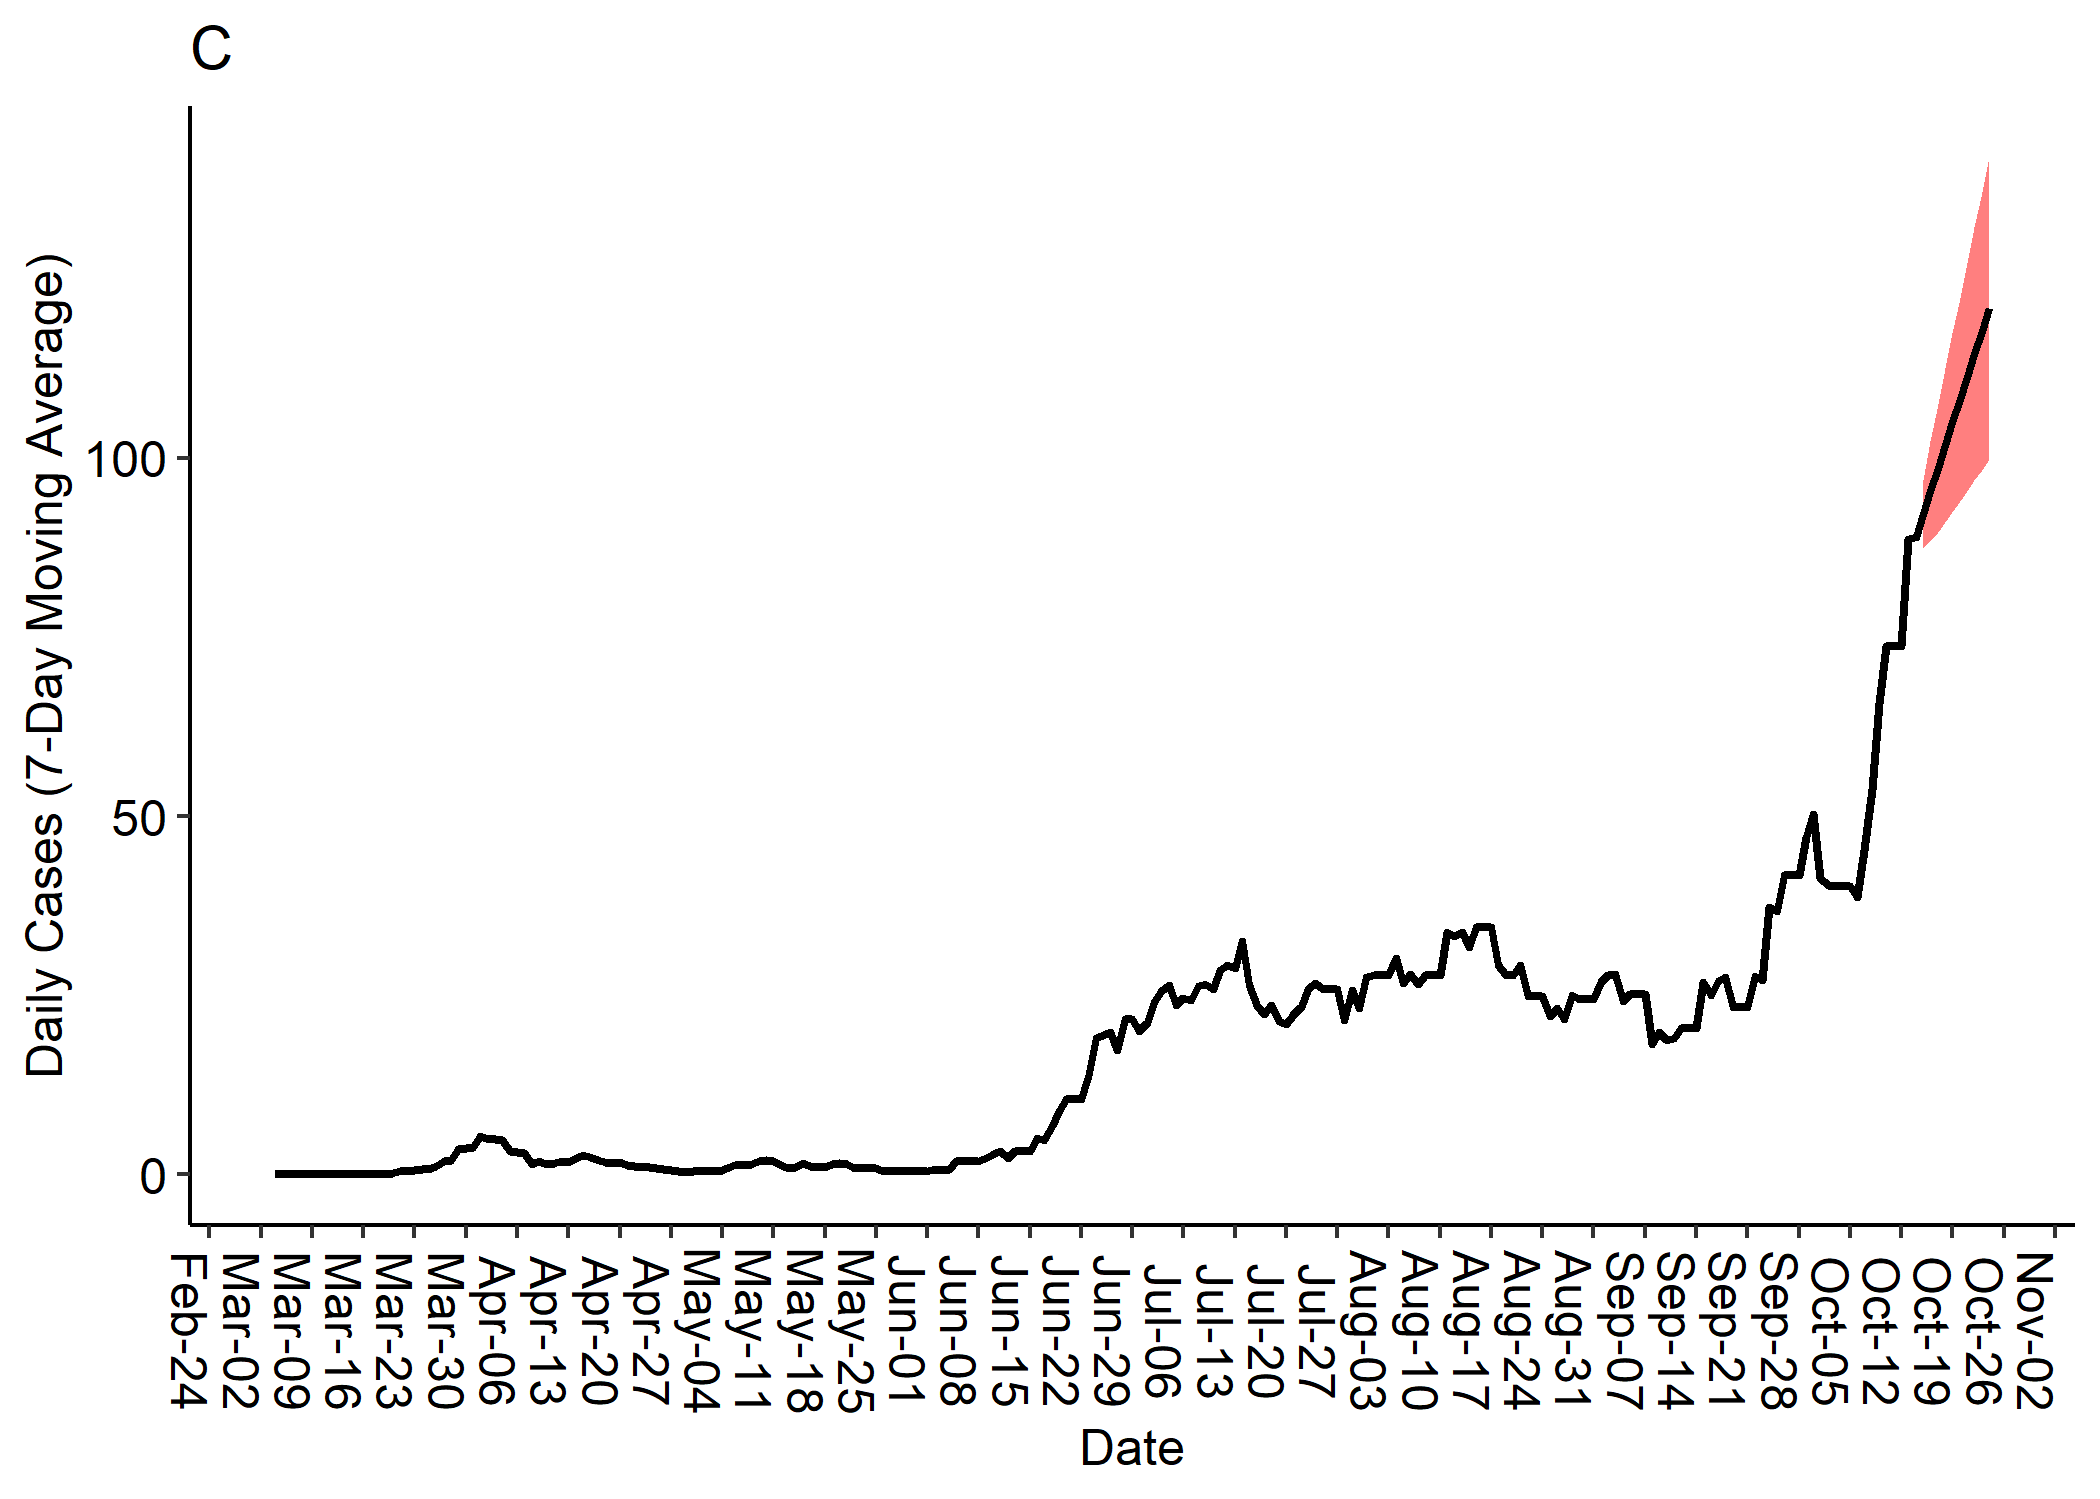 C
Daily Cases (7-Day Moving Average)
100
50
0
Feb-24
Mar-02
Mar-09
Mar-16
Mar-23
Mar-30
Apr-06
Apr-13
Apr-20
Apr-27
May-04
May-11
May-18
May-25
Jun-01
Jun-08
Jun-15
Jun-22
Jun-29
Jul-06
Jul-13
Jul-20
Jul-27
Aug-03
Aug-10
Aug-17
Aug-24
Aug-31
Sep-07
Sep-14
Sep-21
Sep-28
Oct-05
Oct-12
Oct-19
Oct-26
Nov-02
Date